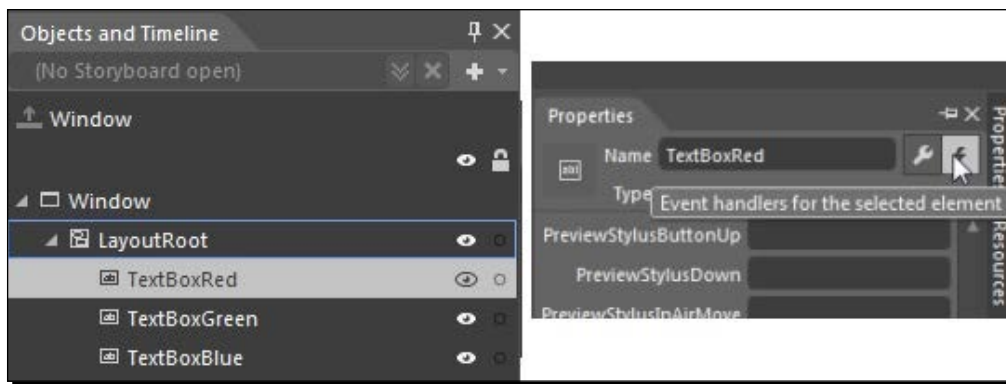 Objects and Timeline
(No Storyboard open)
Window
Window
LayoutRoot
TextBoxRed
TextBoxGreen
TextBoxBlue
Properties
Name TextBoxRed
Type
Event handlers for the selected element
PreviewStylusButtonUp
PreviewStylusDown
PreviewStylusInAirMove
Properties
Resources